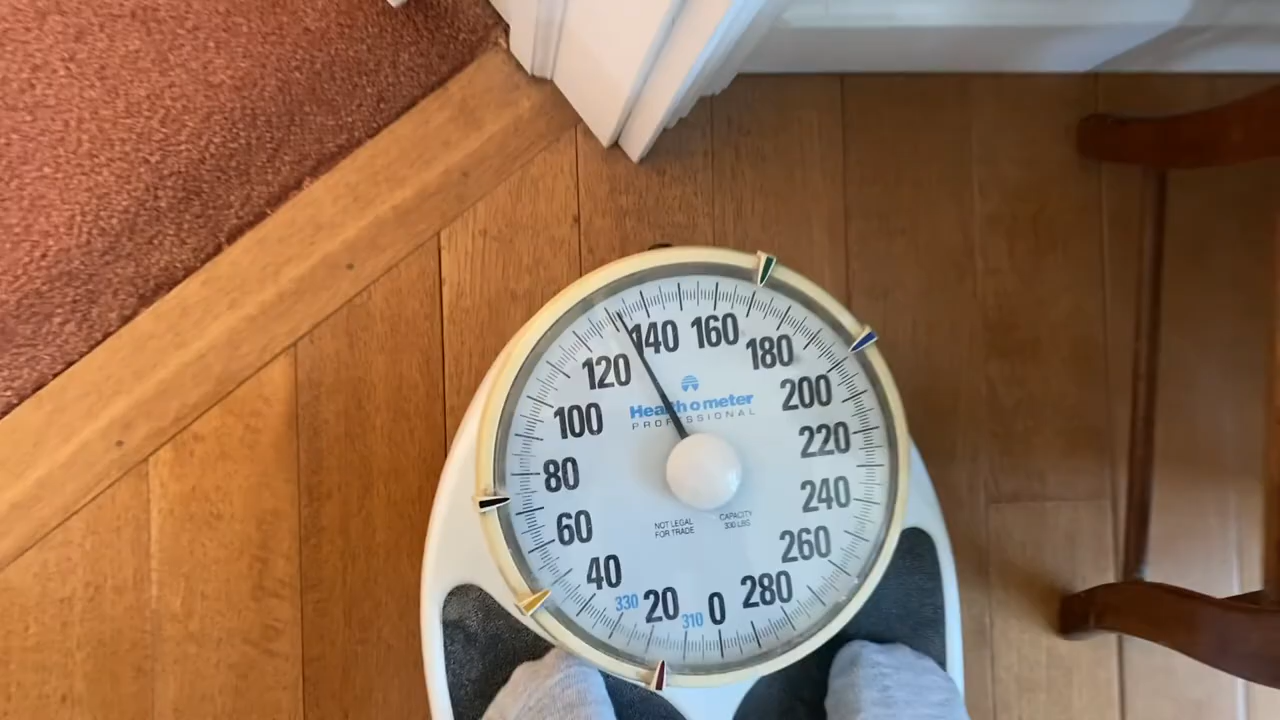 140 160
120 180
100 200
80 220
60 240
40 260
20 0 280
330 310
Health o meter
PROFESSIONAL
NOT LEGAL
FOR TRADE
CAPACITY
330 LBS